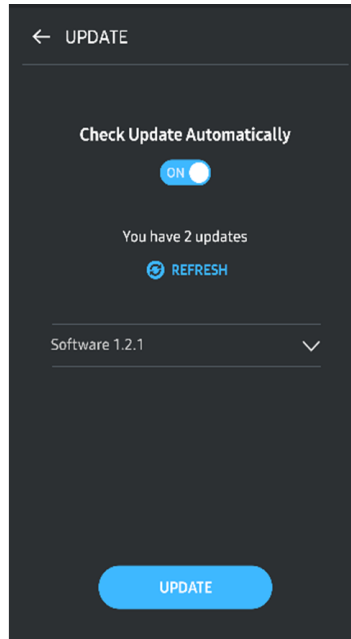 UPDATE
Check Update Automatically
ON
You have 2 updates
REFRESH
Software 1.2.1
UPDATE